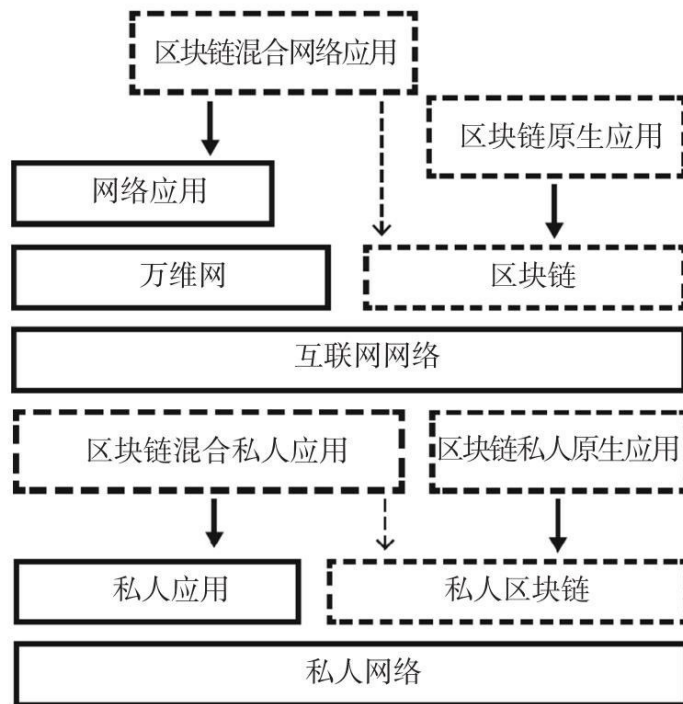 区块链混合网络应用
区块链原生应用
网络应用
万维网
区块链
互联网网络
区块链混合私人应用
区块链私人原生应用
私人应用
私人区块链
私人网络